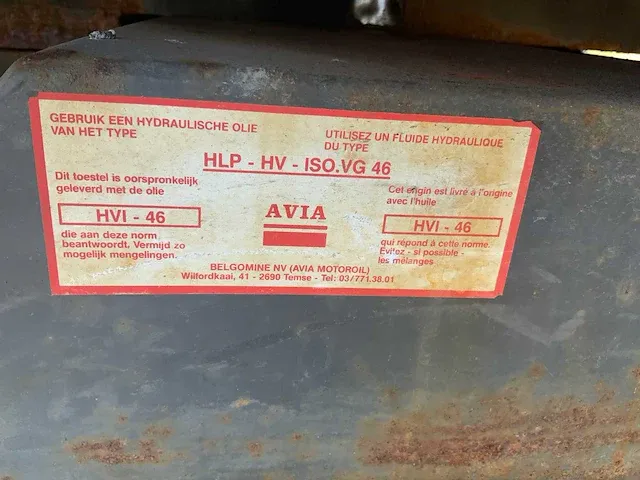 GEBRUIK EEN HYDRAULISCHE OLIE
VAN HET TYPE
UTILISEZ UN FLUIDE HYDRAULIQUE
DU TYPE
HLP - HV - ISO.VG 46
Dit toestel is oorspronkelijk
geleverd met de olie
HVI - 46
die aan deze norm
beantwoordt. Vermijd zo
mogelijk mengelingen.
AVIA
Cet engin est livré à l'origine
avec l'huile
HVI - 46
qui répond à cette norme.
Evitez - si possible -
les mélanges
BELGOMINE NV (AVIA MOTOROIL)
Wilfordkaai, 41 - 2690 Temse - Tel: 03/771.38.01